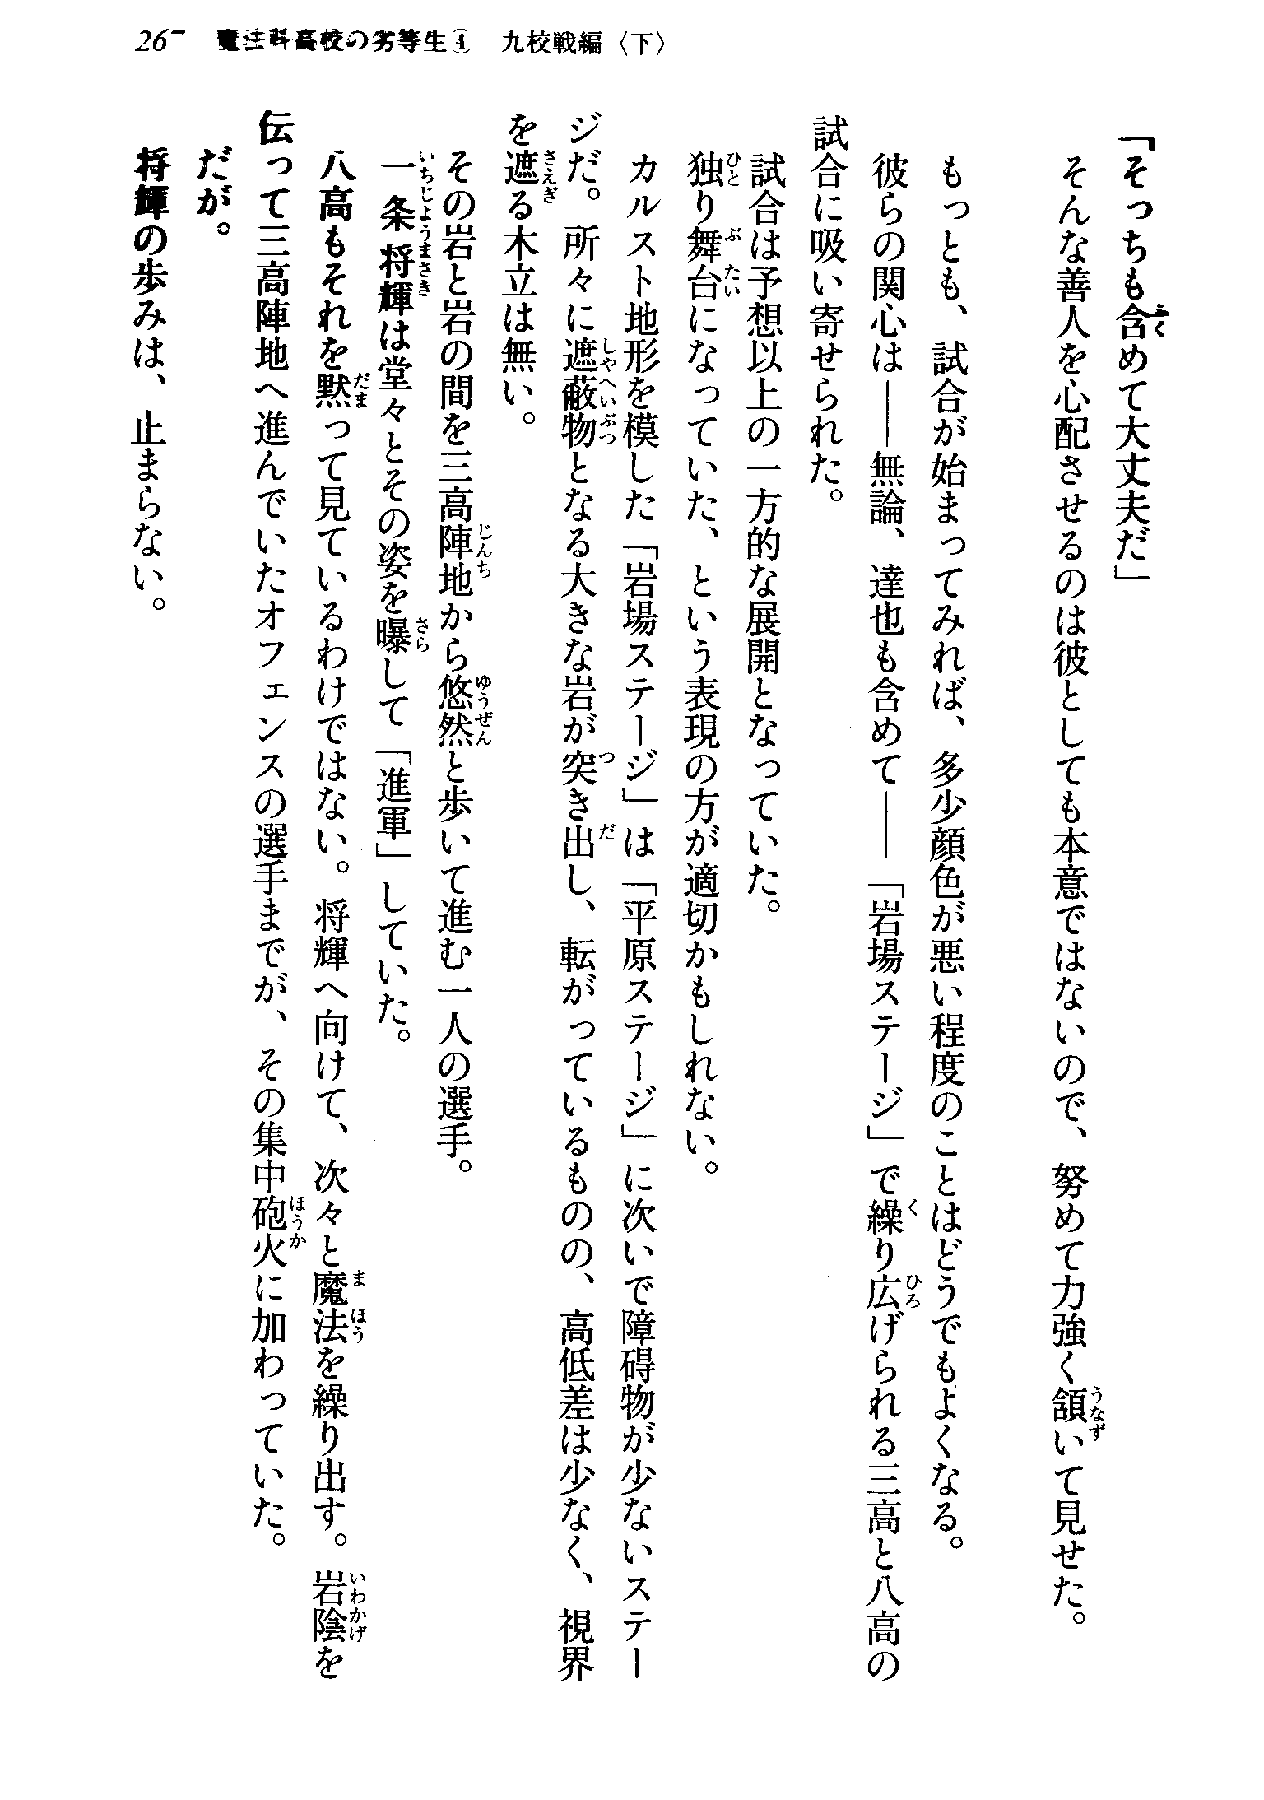 魔法科高校の劣等生④　九校戦編〈下〉
「そっちも含めて大丈夫だ」
そんな善人を心配させるのは彼としても本意ではないので、努めて力強く頷いて見せた。
もっとも、試合が始まってみれば、多少顔色が悪い程度のことはどうでもよくなる。
彼らの関心は――無論、達也も含めて――「岩場ステージ」で繰り広げられる三高と八高の
試合に吸い寄せられた。
試合は予想以上の一方的な展開となっていた。
独り舞台になっていた、という表現の方が適切かもしれない。
カルスト地形を模した「岩場ステージ」は「平原ステージ」に次いで障碍物が少ないステー
ジだ。所々に遮蔽物となる大きな岩が突き出し、転がっているものの、高低差は少なく、視界
を遮る木立は無い。
その岩と岩の間を三高陣地から悠然と歩いて進む一人の選手。
一条将輝は堂々とその姿を曝して「進軍」していた。
八高もそれを黙って見ているわけではない。将輝へ向けて、次々と魔法を繰り出す。岩陰を
伝って三高陣地へ進んでいたオフェンスの選手までが、その集中砲火に加わっていた。
だが。
将輝の歩みは、止まらない。